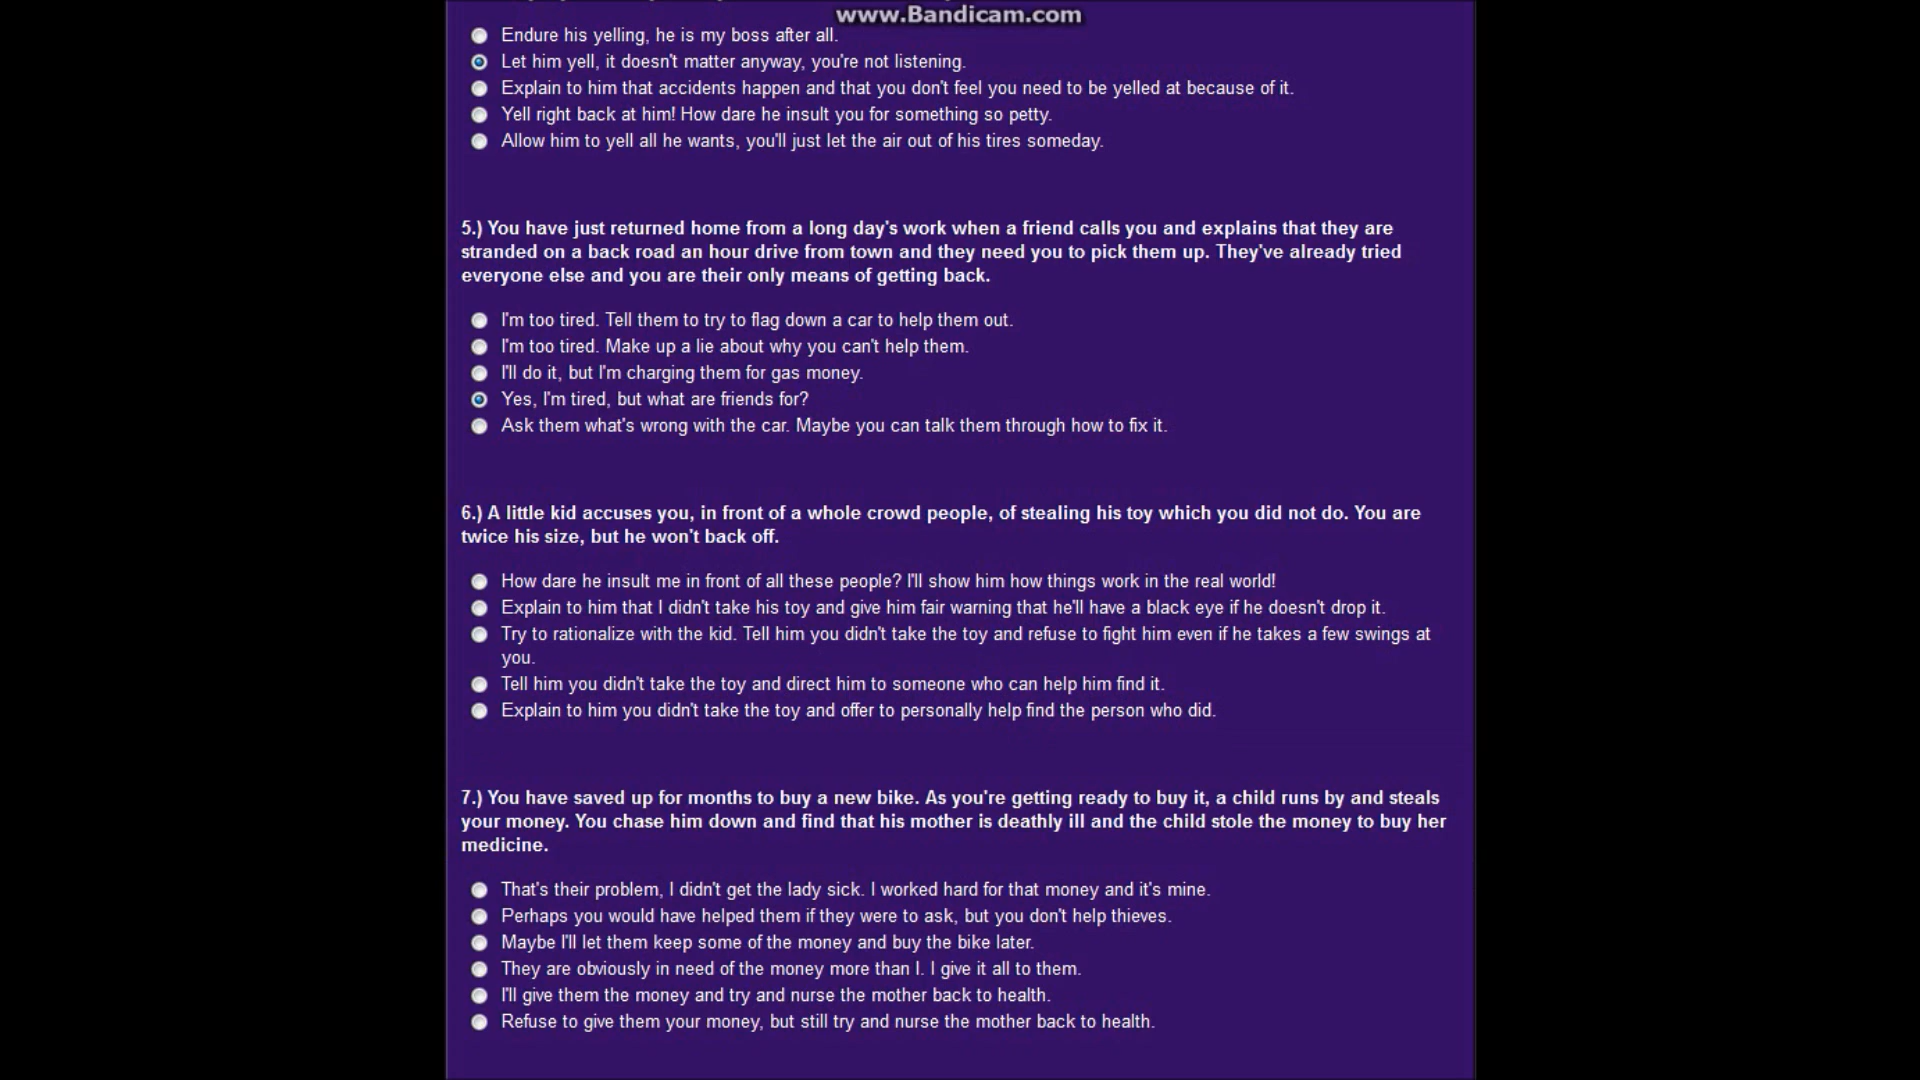 www.Bandicam.com
Endure his yelling, he is my boss after all.
Let him yell, it doesn't matter anyway, you're not listening.
Explain to him that accidents happen and that you don't feel you need to be yelled at because of it.
Yell right back at him! How dare he insult you for something so petty.
Allow him to yell all he wants, you'll just let the air out of his tires someday.
5.) You have just returned home from a long day's work when a friend calls you and explains that they are
stranded on a back road an hour drive from town and they need you to pick them up. They've already tried
everyone else and you are their only means of getting back.
I'm too tired. Tell them to try to flag down a car to help them out.
I'm too tired. Make up a lie about why you can't help them.
I'll do it, but I'm charging them for gas money.
Yes, I'm tired, but what are friends for?
Ask them what's wrong with the car. Maybe you can talk them through how to fix it.
6.) A little kid accuses you, in front of a whole crowd people, of stealing his toy which you did not do. You are
twice his size, but he won't back off.
How dare he insult me in front of all these people? I'll show him how things work in the real world!
Explain to him that I didn't take his toy and give him fair warning that he'll have a black eye if he doesn't drop it.
Try to rationalize with the kid. Tell him you didn't take the toy and refuse to fight him even if he takes a few swings at
you.
Tell him you didn't take the toy and direct him to someone who can help him find it.
Explain to him you didn't take the toy and offer to personally help find the person who did.
7.) You have saved up for months to buy a new bike. As you're getting ready to buy it, a child runs by and steals
your money. You chase him down and find that his mother is deathly ill and the child stole the money to buy her
medicine.
That's their problem, I didn't get the lady sick. I worked hard for that money and it's mine.
Perhaps you would have helped them if they were to ask, but you don't help thieves.
Maybe I'll let them keep some of the money and buy the bike later.
They are obviously in need of the money more than I. I give it all to them.
I'll give them the money and try and nurse the mother back to health.
Refuse to give them your money, but still try and nurse the mother back to health.